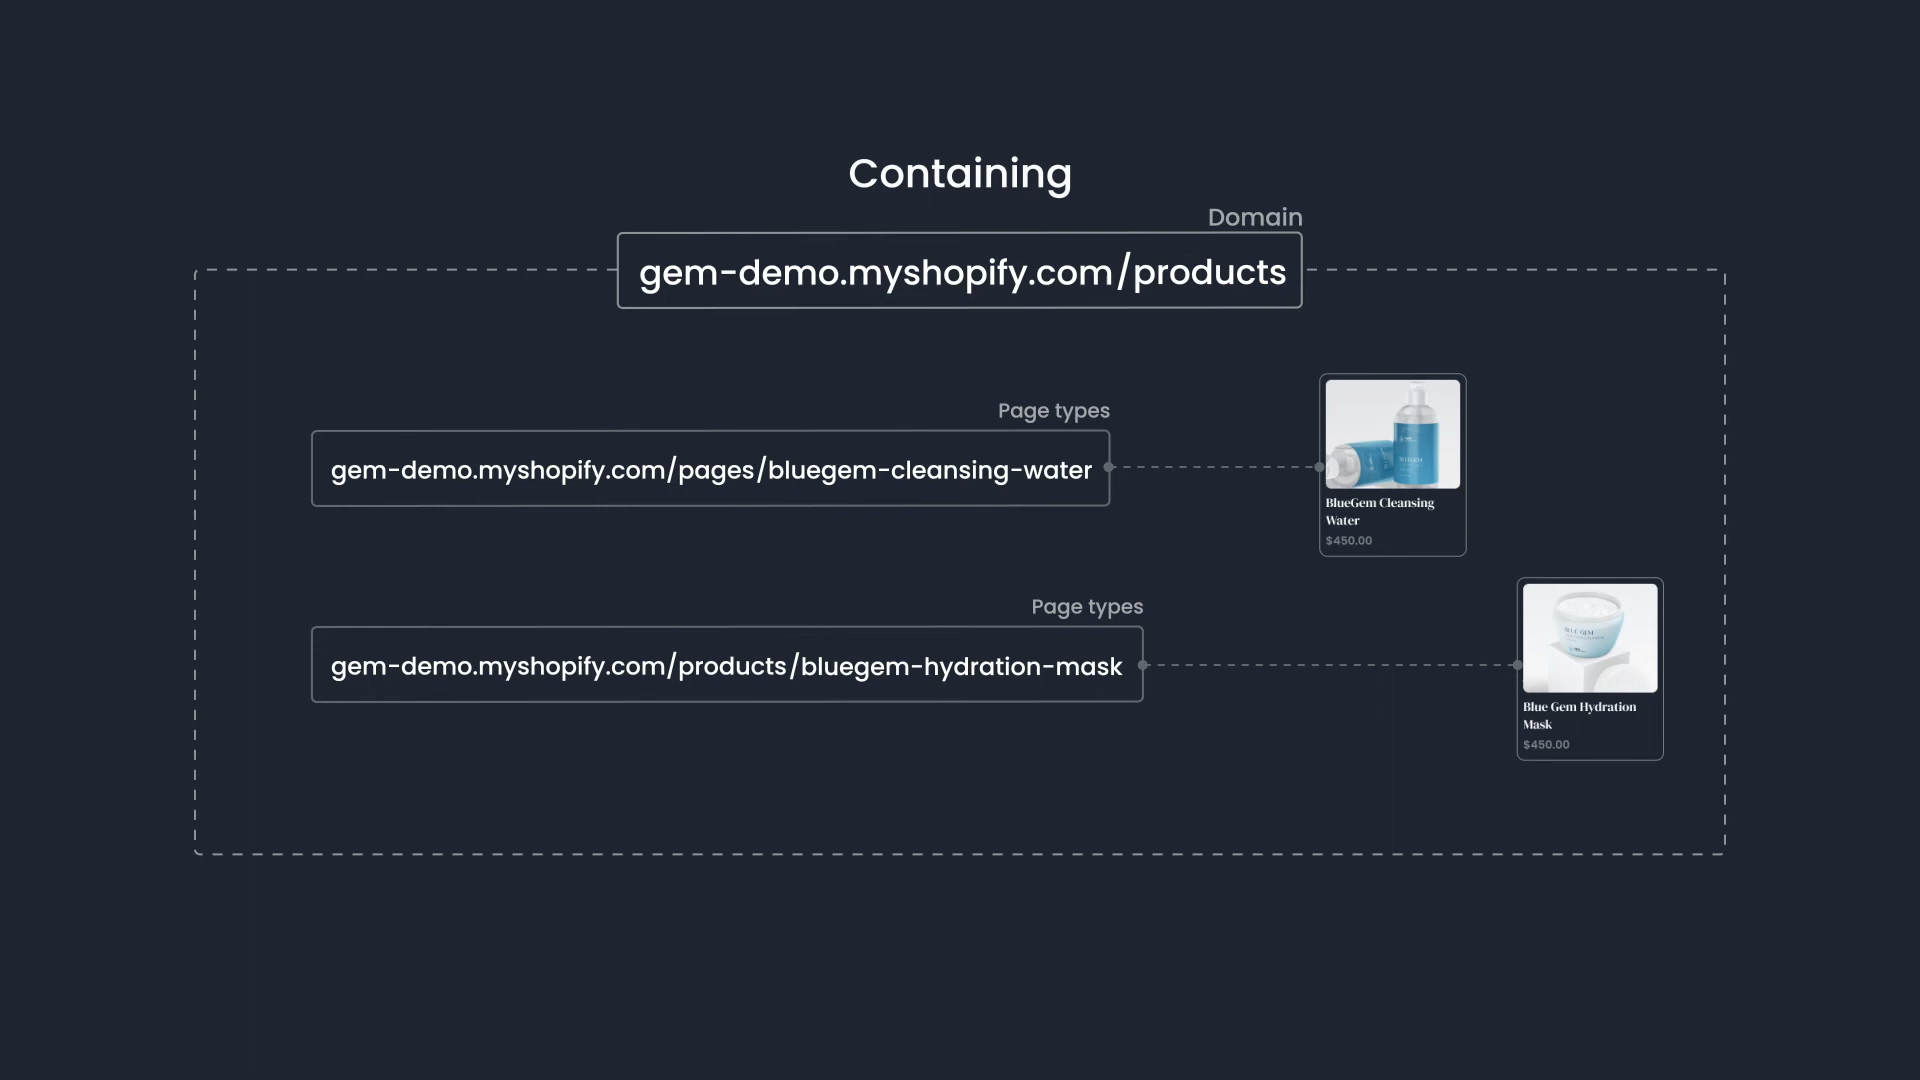 Containing
Domain
gem-demo.myshopify.com/products
Page types
gem-demo.myshopify.com/pages/bluegem-cleansing-water
BlueGem Cleansing
Water
$450.00
Page types
gem-demo.myshopify.com/products/bluegem-hydration-mask
BLUE GEM
Blue Gem Hydration
Mask
$450.00